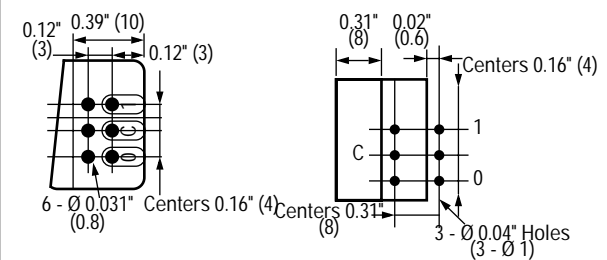 0.39" (10)
0.12"
(3)
0.12" (3)
I
C
0
6 - Ø 0.031"
(0.8)
Centers 0.16" (4)
0.31"
(8)
0.02"
(0.6)
Centers 0.16" (4)
1
C
0
Centers 0.31"
(8)
3 - Ø 0.04" Holes
(3 - Ø 1)